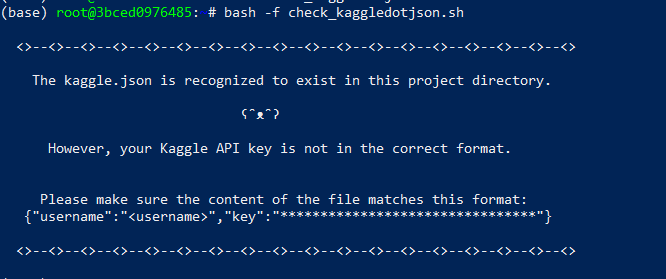 (base) root@3bced0976485: # bash -f check_kaggledotjson.sh
<>--<>--<>--<>--<>--<>--<>--<>--<>--<>--<>--<>--<>--<>--<>--<>--<>--<>
The kaggle.json is recognized to exist in this project directory.
ʕᵔᴥᵔʔ
However, your Kaggle API key is not in the correct format.
Please make sure the content of the file matches this format:
{"username":"<username>","key":"********************************"}
<>--<>--<>--<>--<>--<>--<>--<>--<>--<>--<>--<>--<>--<>--<>--<>--<>--<>